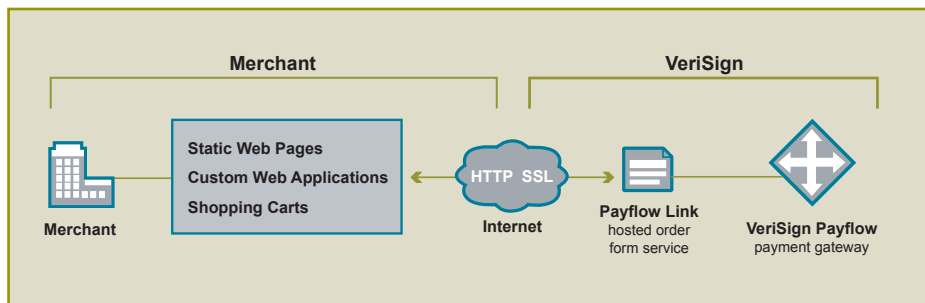 Merchant
VeriSign
Static Web Pages
Custom Web Applications
Shopping Carts
HTTP SSL
Merchant
Internet
Payflow Link
hosted order
form service
VeriSign Payflow
payment gateway